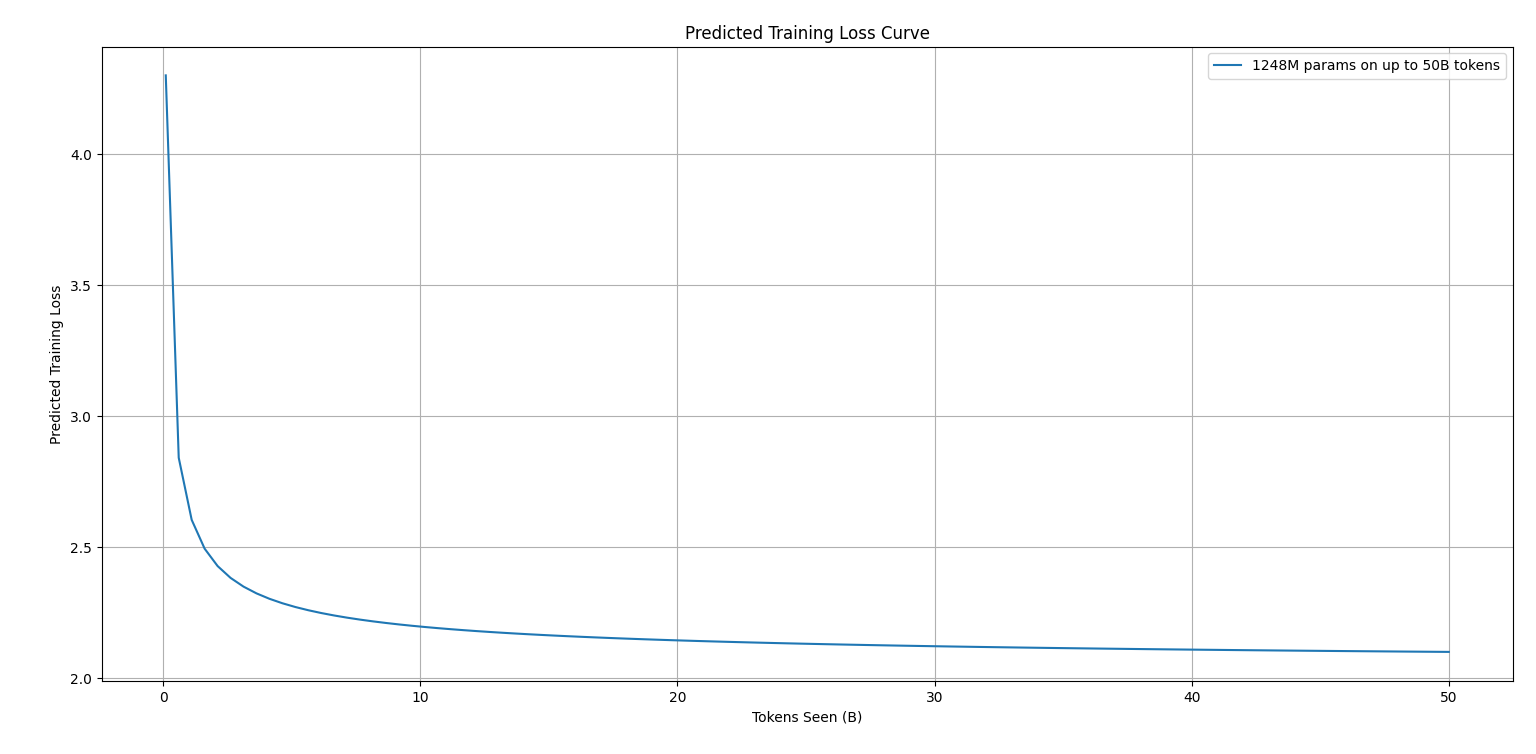 Predicted Training Loss Curve
1248M params on up to 50B tokens
Predicted Training Loss
4.0
3.5
3.0
2.5
2.0
0 10 20 30 40 50
Tokens Seen (B)